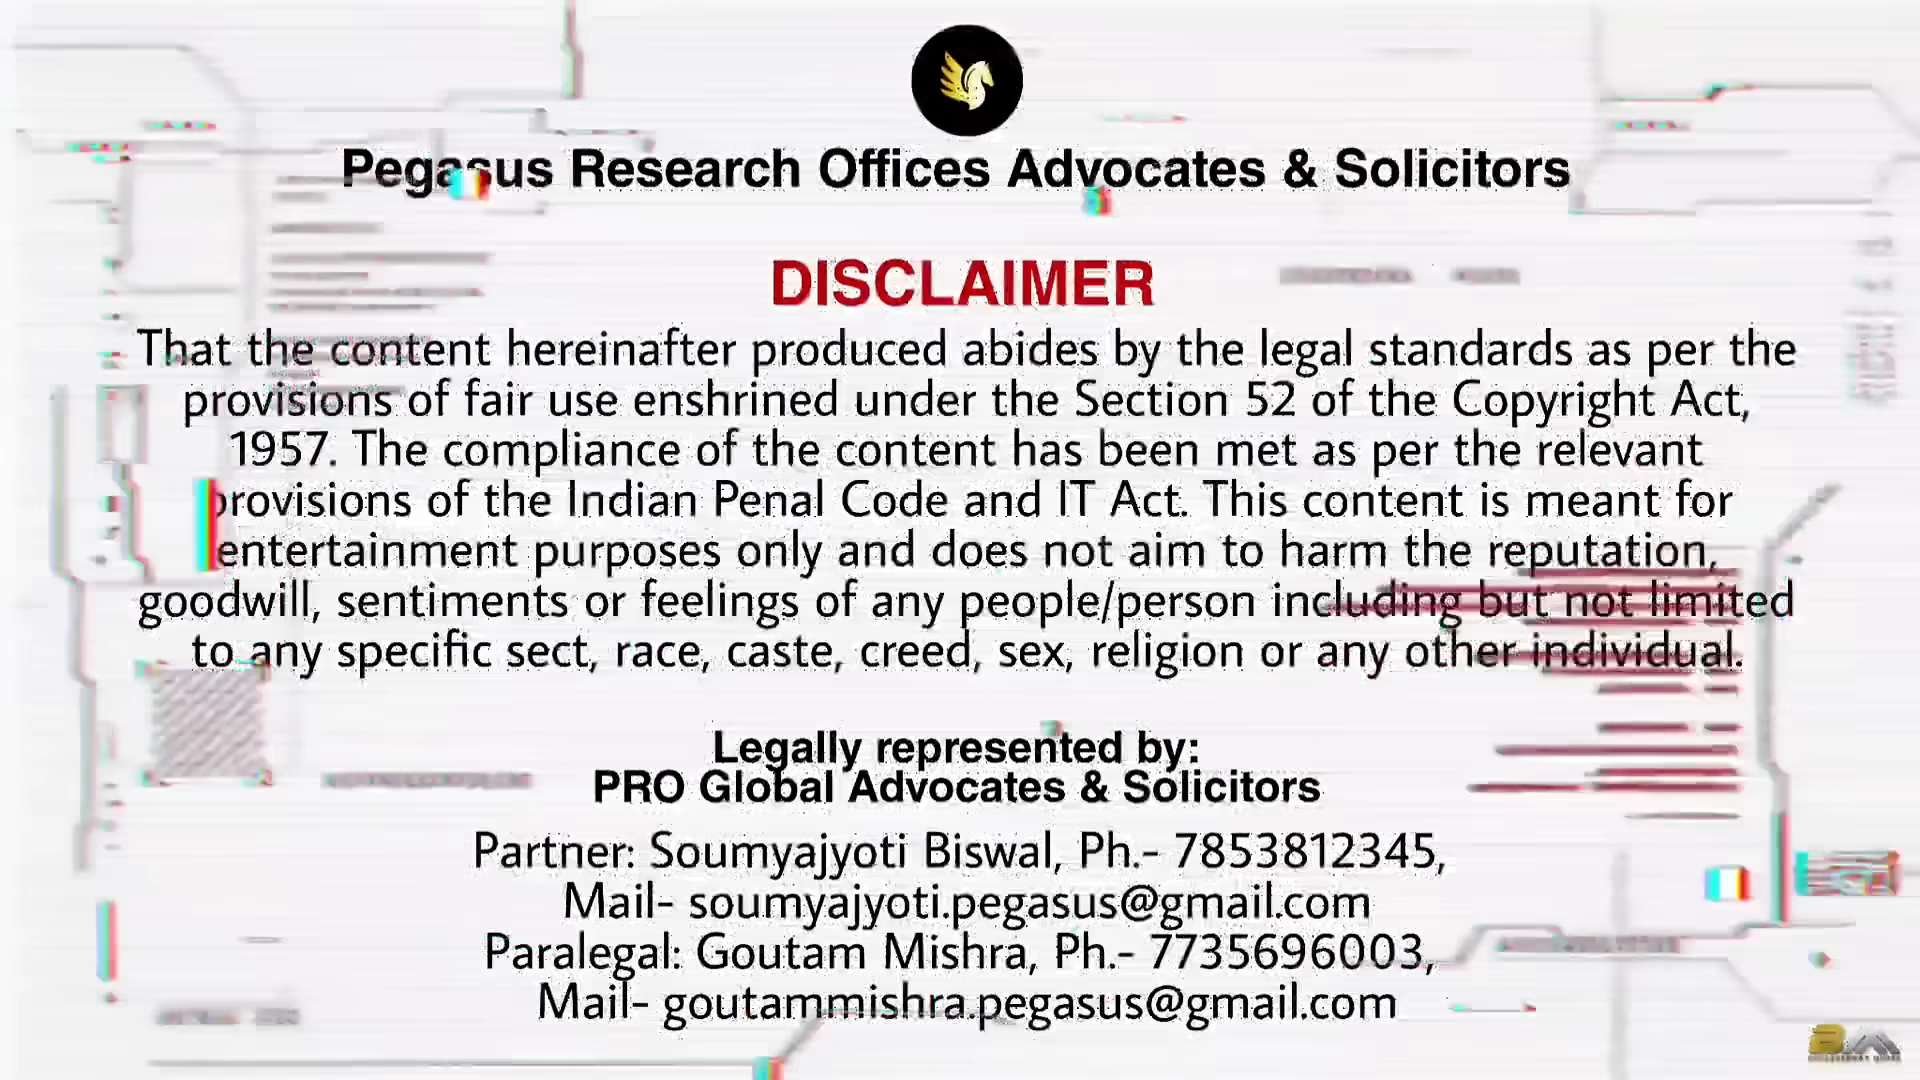 Pegasus Research Offices Advocates & Solicitors
DISCLAIMER
That the content hereinafter produced abides by the legal standards as per the
provisions of fair use enshrined under the Section 52 of the Copyright Act,
1957. The compliance of the content has been met as per the relevant
provisions of the Indian Penal Code and IT Act. This content is meant for
entertainment purposes only and does not aim to harm the reputation,
goodwill, sentiments or feelings of any people/person including but not limited
to any specific sect, race, caste, creed, sex, religion or any other individual.
Legally represented by:
PRO Global Advocates & Solicitors
Partner: Soumyajyoti Biswal, Ph.- 7853812345,
Mail- soumyajyoti.pegasus@gmail.com
Paralegal: Goutam Mishra, Ph.- 7735696003,
Mail- goutammishra.pegasus@gmail.com